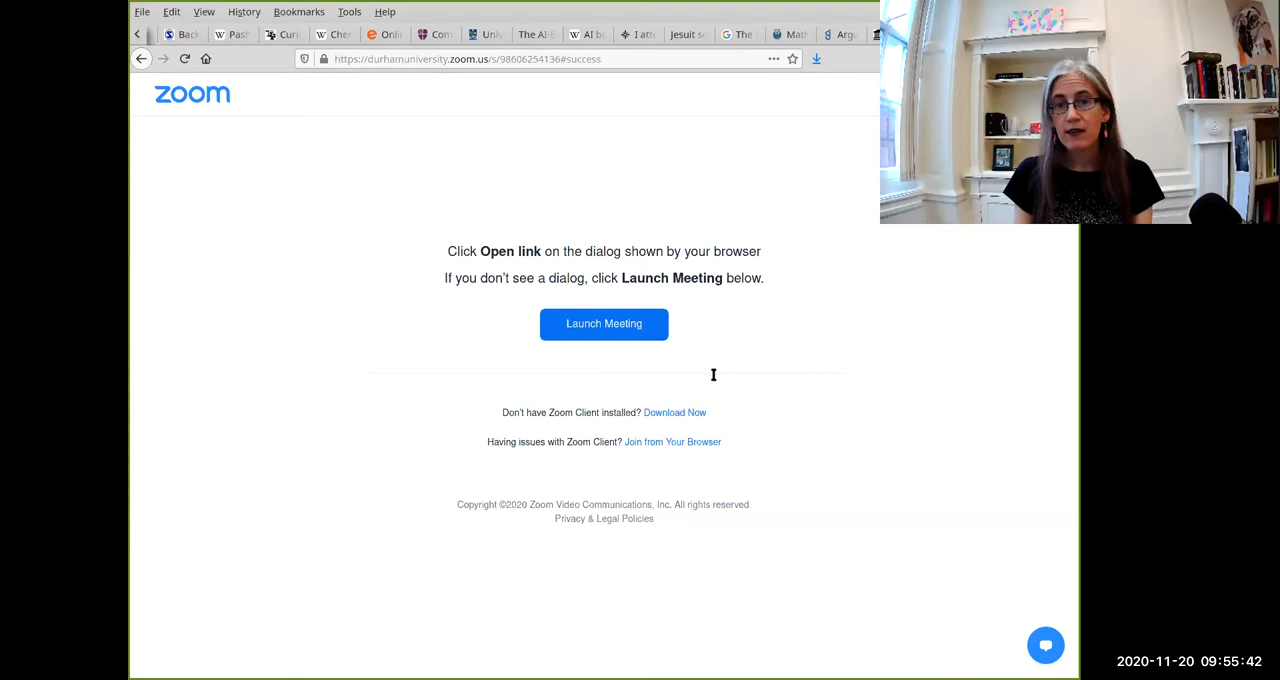 File Edit View History Bookmarks Tools Help
Back Pas Curi Che Onli Con Univ The AI- AI b I att Jesuit s The Math Argu
https://durhamuniversity.zoom.us/s/98606254136#success
zoom
Click Open link on the dialog shown by your browser
If you don't see a dialog, click Launch Meeting below.
Launch Meeting
Don't have Zoom Client installed? Download Now
Having issues with Zoom Client? Join from Your Browser
Copyright ©2020 Zoom Video Communications, Inc. All rights reserved.
Privacy & Legal Policies
2020-11-20 09:55:42